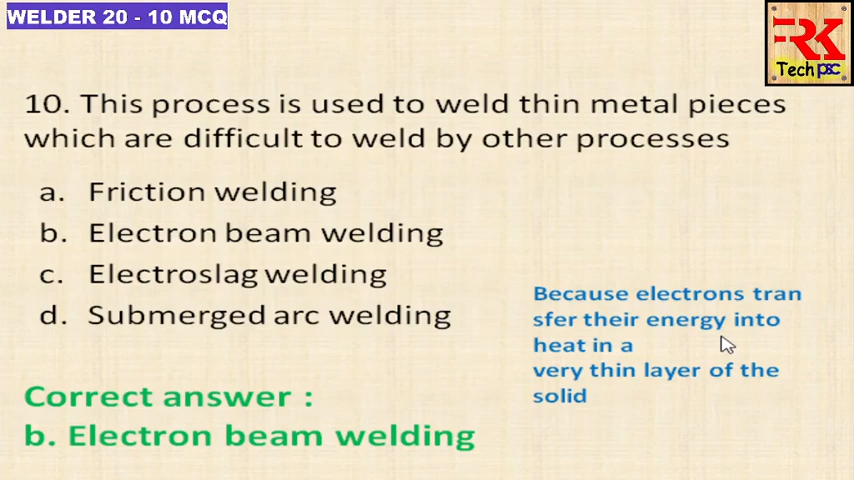 WELDER 20 - 10 MCQ
RK
Tech psc
10. This process is used to weld thin metal pieces
which are difficult to weld by other processes
a. Friction welding
b. Electron beam welding
c. Electroslag welding
d. Submerged arc welding
Because electrons tran
sfer their energy into
heat in a
very thin layer of the
solid
Correct answer :
b. Electron beam welding